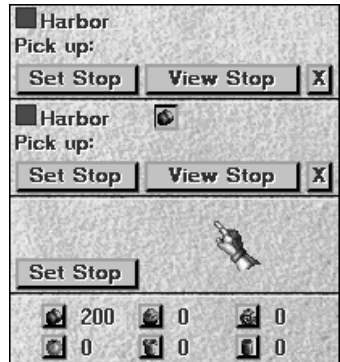 Harbor
Pick up:
Set Stop View Stop X
Harbor
Pick up:
Set Stop View Stop X
Set Stop
200 0 0
0 0 0